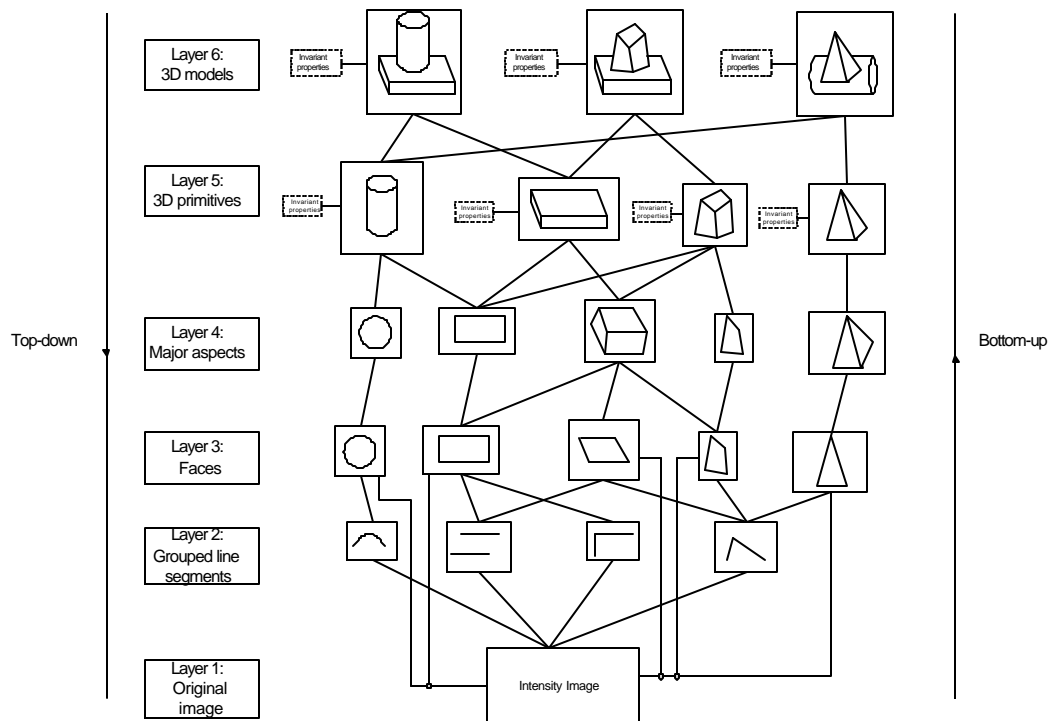 Layer 6:
3D models
Invariant
properties
Invariant
properties
Invariant
properties
Layer 5:
3D primitives
Invariant
properties
Invariant
properties
Invariant
properties
Invariant
properties
Top-down
Layer 4:
Major aspects
Bottom-up
Layer 3:
Faces
Layer 2:
Grouped line
segments
Layer 1:
Original
image
Intensity Image